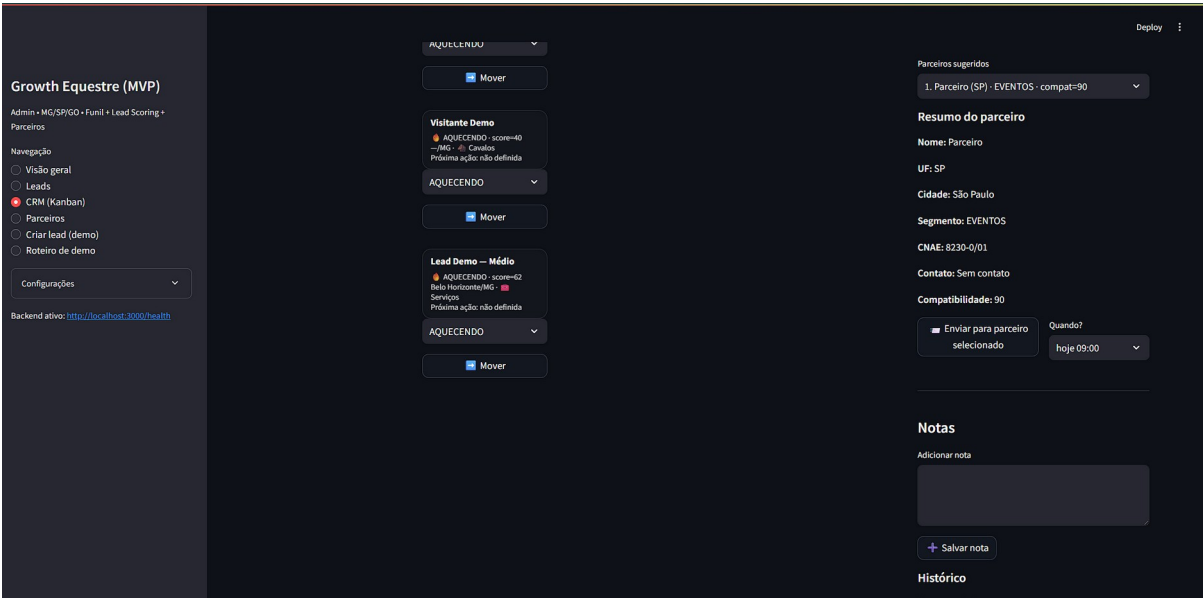 Deploy
Growth Equestre (MVP)
Admin • MG/SP/GO • Funil + Lead Scoring +
Parceiros
Navegação
Visão geral
Leads
CRM (Kanban)
Parceiros
Criar lead (demo)
Roteiro de demo
Configurações
Backend ativo: http://localhost:3000/health
AQUECENDO
Mover
Visitante Demo
AQUECENDO · score=40
—/MG · Cavalos
Próxima ação: não definida
AQUECENDO
Mover
Lead Demo — Médio
AQUECENDO · score=62
Belo Horizonte/MG ·
Serviços
Próxima ação: não definida
AQUECENDO
Mover
Parceiros sugeridos
1. Parceiro (SP) · EVENTOS · compat=90
Resumo do parceiro
Nome: Parceiro
UF: SP
Cidade: São Paulo
Segmento: EVENTOS
CNAE: 8230-0/01
Contato: Sem contato
Compatibilidade: 90
Enviar para parceiro
selecionado
Quando?
hoje 09:00
Notas
Adicionar nota
Salvar nota
Histórico